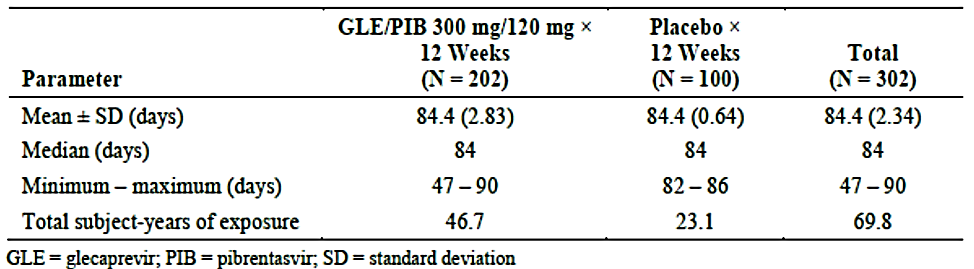 GLE/PIB 300 mg/120 mg × Placebo ×
12 Weeks 12 Weeks Total
Parameter (N = 202) (N = 100) (N = 302)
Mean ± SD (days) 84.4 (2.83) 84.4 (0.64) 84.4 (2.34)
Median (days) 84 84 84
Minimum – maximum (days) 47 – 90 82 – 86 47 – 90
Total subject-years of exposure 46.7 23.1 69.8
GLE = glecaprevir; PIB = pibrentasvir; SD = standard deviation